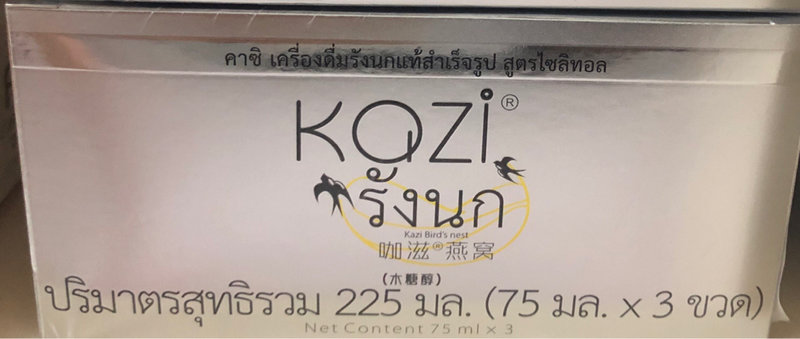 คาซิ เครื่องดื่มรังนกแท้สำเร็จรูป สูตรไซลิทอล
Kazi®
รังนก
Kazi Bird's nest
咖滋®燕窝
(木糖醇)
ปริมาตรสุทธิรวม 225 มล. (75 มล. x 3 ขวด)
Net Content 75 ml × 3